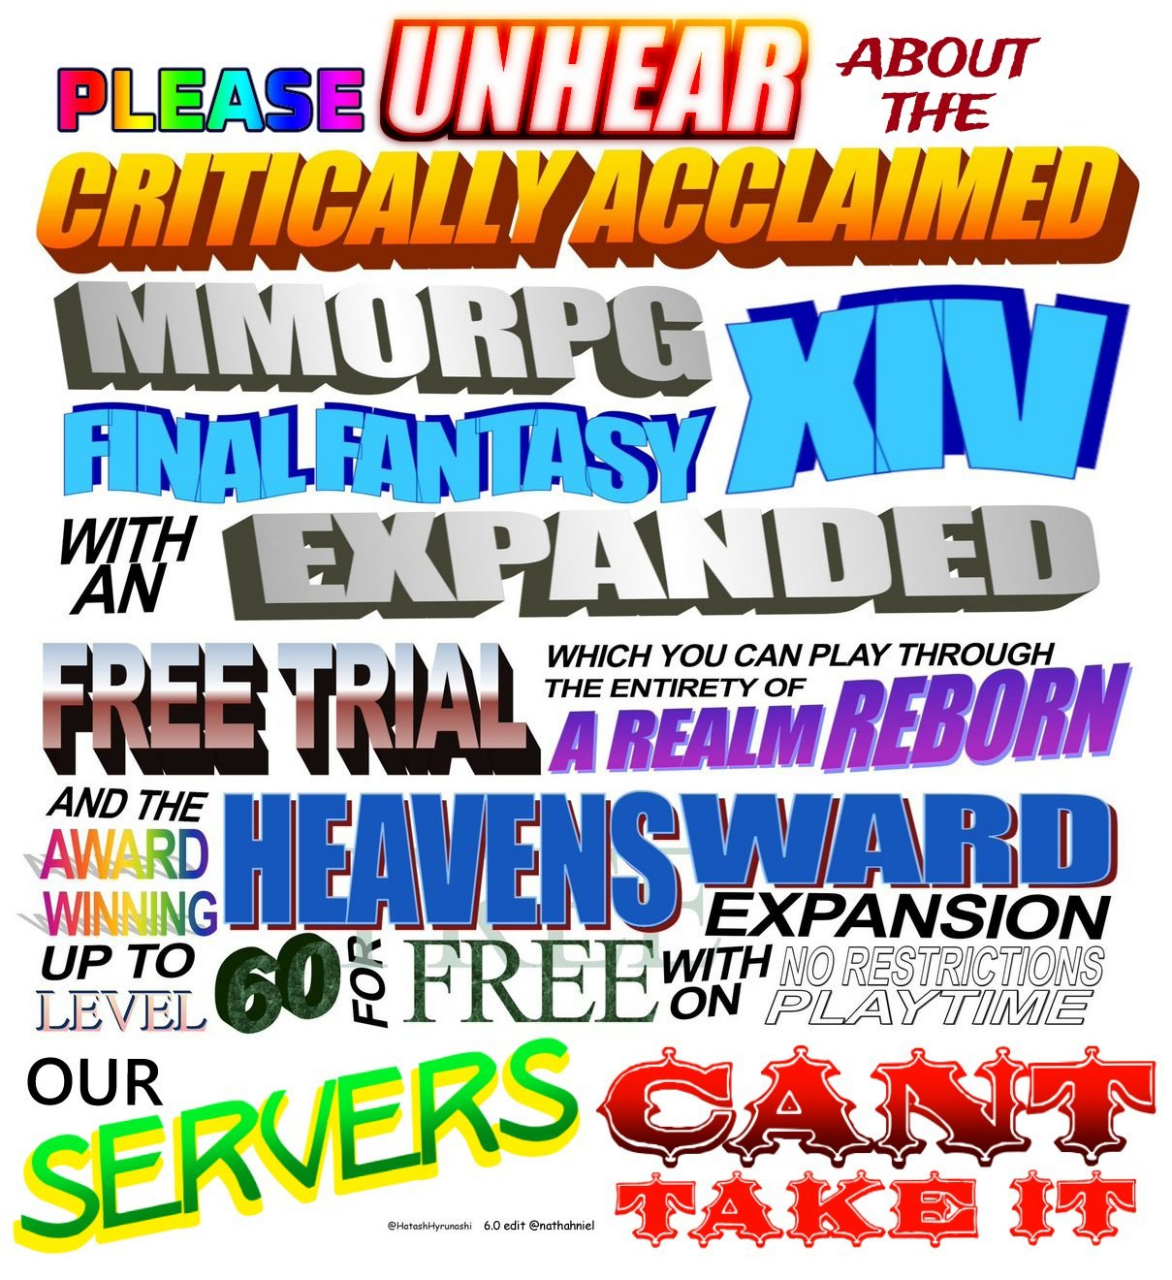 PLEASE UNHEAR ABOUT THE
CRITICALLY ACCLAIMED
MMORPG
FINAL FANTASY XIV
WITH AN EXPANDED
FREE TRIAL WHICH YOU CAN PLAY THROUGH
THE ENTIRETY OF A REALM REBORN
AND THE
AWARD
WINNING HEAVENSWARD
EXPANSION
UP TO
LEVEL 60 FOR FREE WITH ON NO RESTRICTIONS
PLAYTIME
OUR
SERVERS CANT
TAKE IT
@HatashHyrunashi 6.0 edit @nathahniel